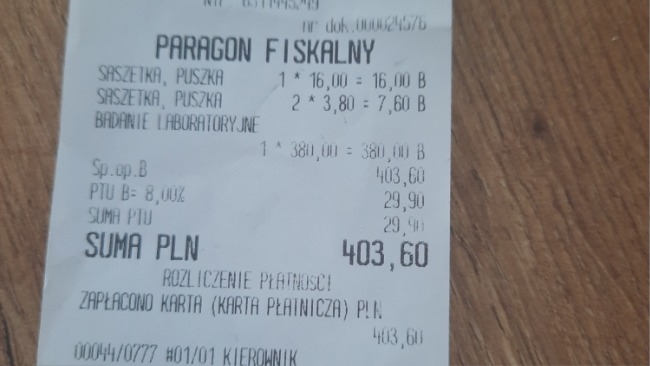 nr dok.000024576
PARAGON FISKALNY
SASZETKA, PUSZKA 1 * 16,00 = 16,00 B
SASZETKA, PUSZKA 2 * 3,80 = 7,60 B
BADANIE LABORATORYJNE
1 * 380,00 = 380,00 B
Sp.op.B 403,60
PTU B= 8,00% 29,90
SUMA PTU 29,90
SUMA PLN 403,60
ROZLICZENIE PŁATNOŚCI
ZAPŁACONO KARTA (KARTA PŁATNICZA) PLN
403,60
00044/0777 #01/01 KIEROWNIK